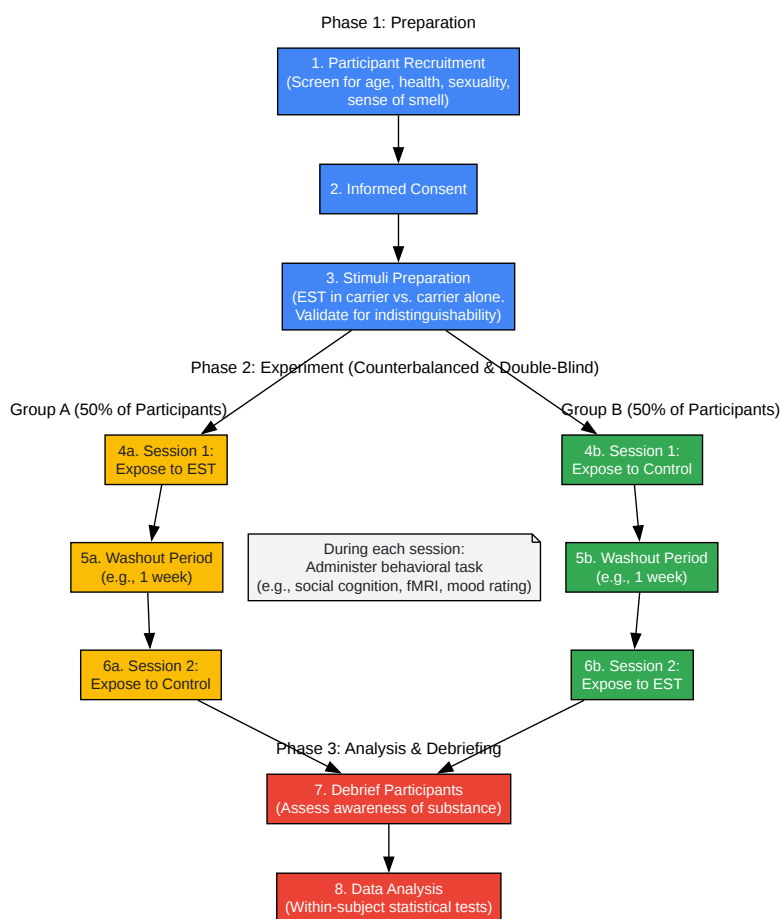 Phase 1: Preparation
1. Participant Recruitment
(Screen for age, health, sexuality,
sense of smell)
2. Informed Consent
3. Stimuli Preparation
(EST in carrier vs. carrier alone.
Validate for indistinguishability)
Phase 2: Experiment (Counterbalanced & Double-Blind)
Group A (50% of Participants)
Group B (50% of Participants)
4a. Session 1:
Expose to EST
4b. Session 1:
Expose to Control
5a. Washout Period
(e.g., 1 week)
During each session:
Administer behavioral task
(e.g., social cognition, fMRI, mood rating)
5b. Washout Period
(e.g., 1 week)
6a. Session 2:
Expose to Control
6b. Session 2:
Expose to EST
Phase 3: Analysis & Debriefing
7. Debrief Participants
(Assess awareness of substance)
8. Data Analysis
(Within-subject statistical tests)